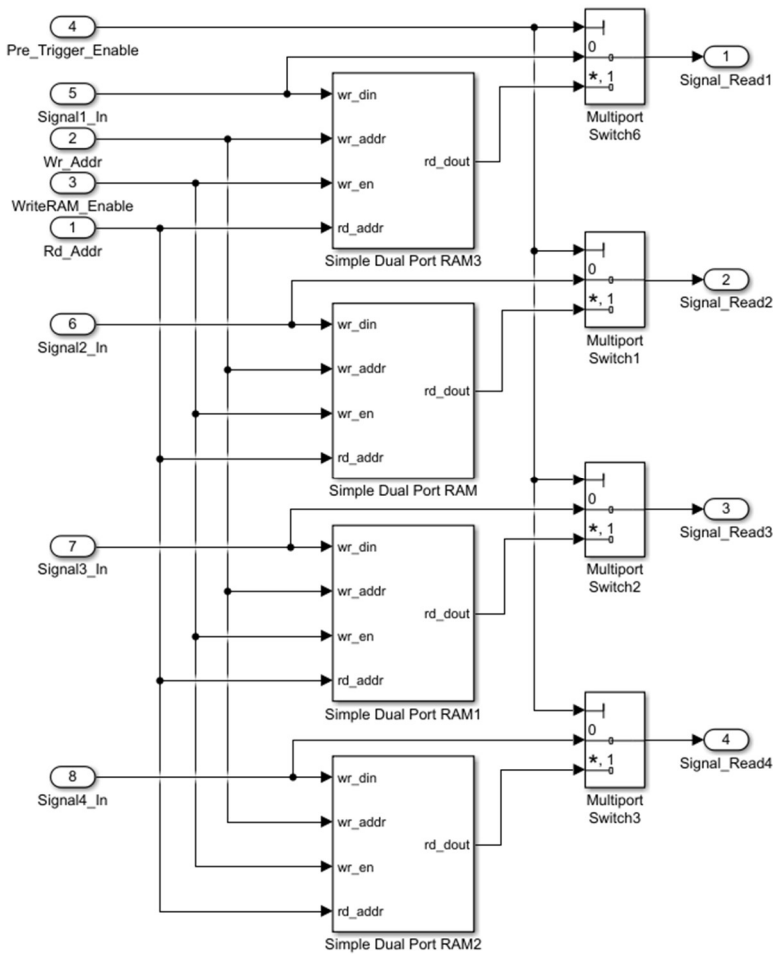 4
Pre_Trigger_Enable
0
*, 1
1
Signal_Read1
Multiport
Switch6
5
Signal1_In
2
Wr_Addr
3
WriteRAM_Enable
1
Rd_Addr
wr_din
wr_addr
wr_en
rd_addr
rd_dout
Simple Dual Port RAM3
0
*, 1
2
Signal_Read2
Multiport
Switch1
6
Signal2_In
wr_din
wr_addr
wr_en
rd_addr
rd_dout
Simple Dual Port RAM
0
*, 1
3
Signal_Read3
Multiport
Switch2
7
Signal3_In
wr_din
wr_addr
wr_en
rd_addr
rd_dout
Simple Dual Port RAM1
0
*, 1
4
Signal_Read4
Multiport
Switch3
8
Signal4_In
wr_din
wr_addr
wr_en
rd_addr
rd_dout
Simple Dual Port RAM2